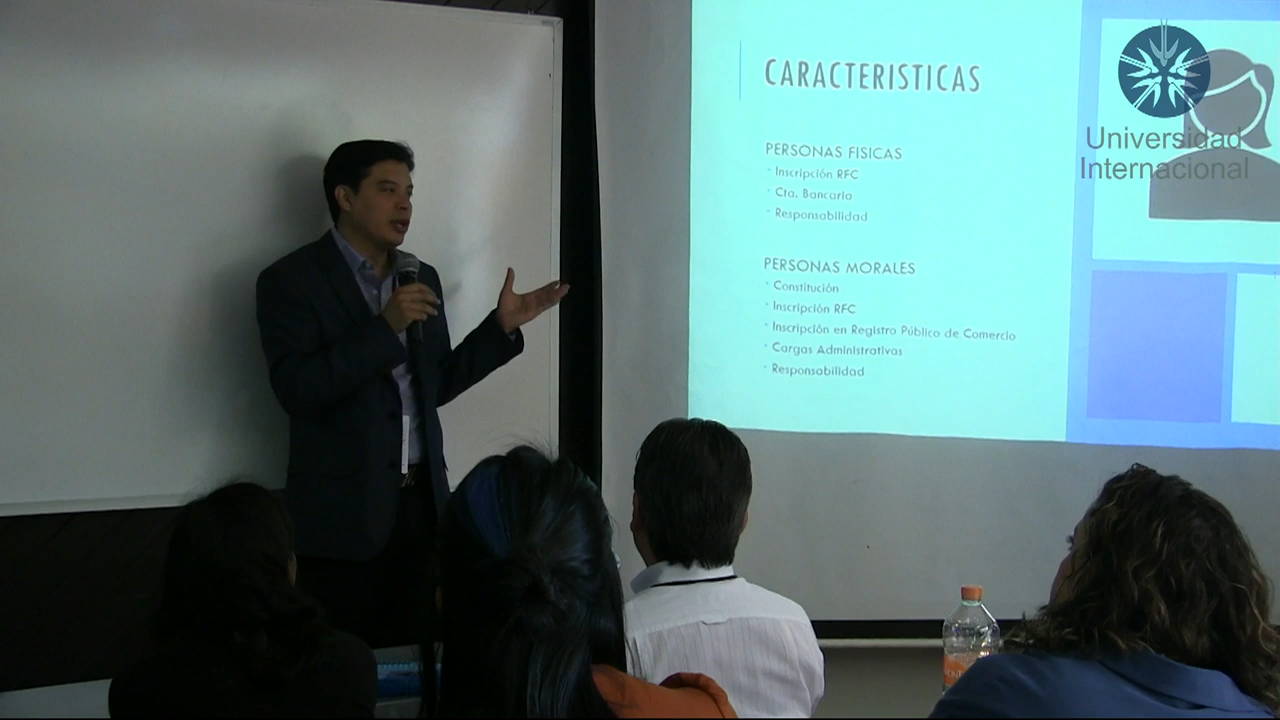 CARACTERISTICAS
PERSONAS FISICAS
Inscripción RFC
Cta. Bancaria
Responsabilidad
PERSONAS MORALES
Constitución
Inscripción RFC
Inscripción en Registro Público de Comercio
Cargas Administrativas
Responsabilidad
Universidad
Internacional